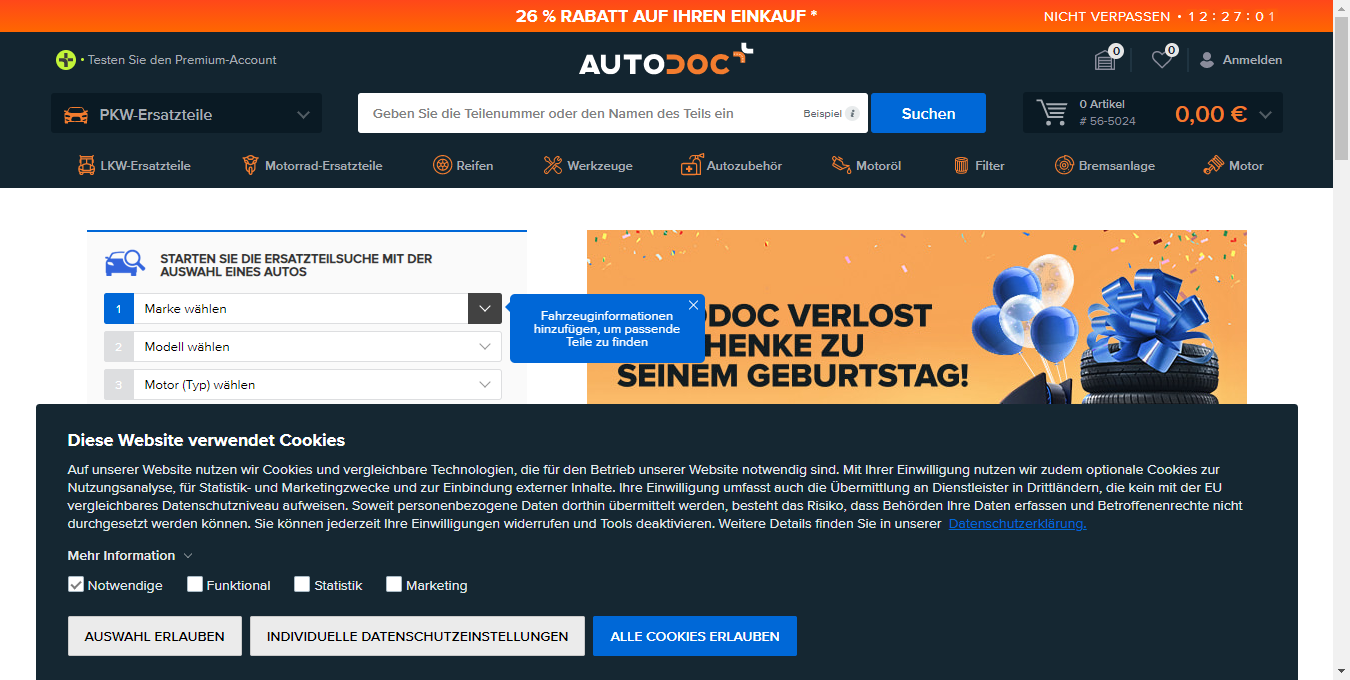 26 % RABATT AUF IHREN EINKAUF *
NICHT VERPASSEN • 12:27:01
Testen Sie den Premium-Account
AUTODOC
0
0
Anmelden
PKW-Ersatzteile
Geben Sie die Teilenummer oder den Namen des Teils ein
Beispiel i
Suchen
0 Artikel
# 56-5024
0,00 €
LKW-Ersatzteile
Motorrad-Ersatzteile
Reifen
Werkzeuge
Autozubehör
Motoröl
Filter
Bremsanlage
Motor
STARTEN SIE DIE ERSATZTEILSUCHE MIT DER
AUSWAHL EINES AUTOS
1 Marke wählen
2 Modell wählen
3 Motor (Typ) wählen
Fahrzeuginformationen
hinzufügen, um passende
Teile zu finden
DOC VERLOST
HENKE ZU
SEINEM GEBURTSTAG!
Diese Website verwendet Cookies
Auf unserer Website nutzen wir Cookies und vergleichbare Technologien, die für den Betrieb unserer Website notwendig sind. Mit Ihrer Einwilligung nutzen wir zudem optionale Cookies zur
Nutzungsanalyse, für Statistik- und Marketingzwecke und zur Einbindung externer Inhalte. Ihre Einwilligung umfasst auch die Übermittlung an Dienstleister in Drittländern, die kein mit der EU
vergleichbares Datenschutzniveau aufweisen. Soweit personenbezogene Daten dorthin übermittelt werden, besteht das Risiko, dass Behörden Ihre Daten erfassen und Betroffenenrechte nicht
durchgesetzt werden können. Sie können jederzeit Ihre Einwilligungen widerrufen und Tools deaktivieren. Weitere Details finden Sie in unserer Datenschutzerklärung.
Mehr Information
Notwendige
Funktional
Statistik
Marketing
AUSWAHL ERLAUBEN
INDIVIDUELLE DATENSCHUTZEINSTELLUNGEN
ALLE COOKIES ERLAUBEN